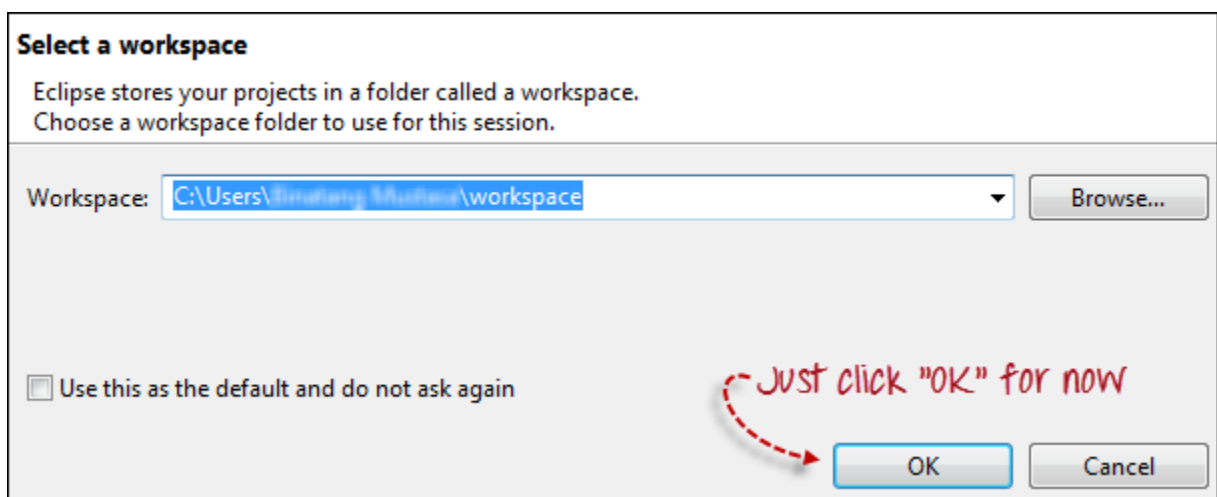 Select a workspace
Eclipse stores your projects in a folder called a workspace.
Choose a workspace folder to use for this session.
Workspace: C:\Users\ \workspace Browse...
Use this as the default and do not ask again
Just click "OK" for now
OK Cancel